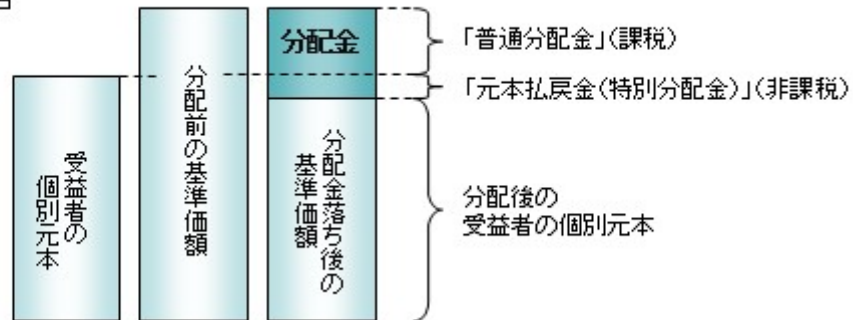 受益者の
個別元本
分配前の基準価額
分配金
分配金落ち後の
基準価額
「普通分配金」(課税)
「元本払戻金(特別分配金)」(非課税)
分配後の
受益者の個別元本